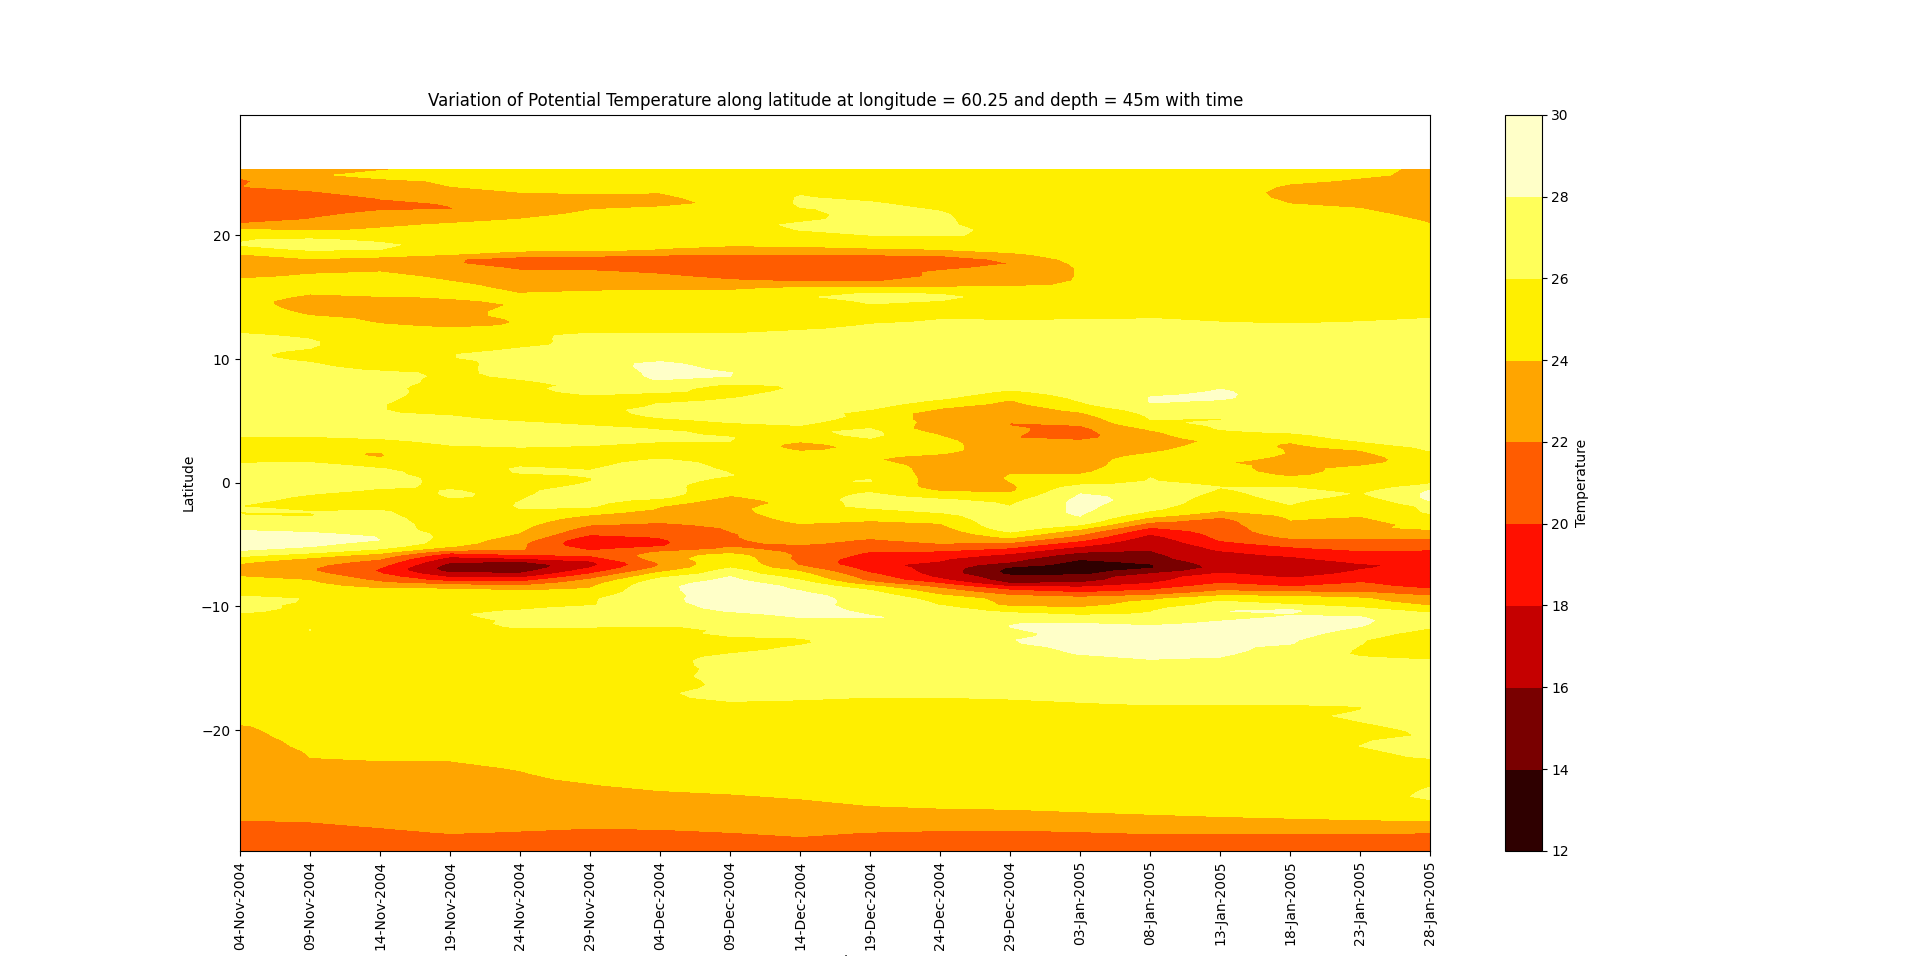 Variation of Potential Temperature along latitude at longitude = 60.25 and depth = 45m with time
Latitude
20
10
0
−10
−20
04-Nov-2004
09-Nov-2004
14-Nov-2004
19-Nov-2004
24-Nov-2004
29-Nov-2004
04-Dec-2004
09-Dec-2004
14-Dec-2004
19-Dec-2004
24-Dec-2004
29-Dec-2004
03-Jan-2005
08-Jan-2005
13-Jan-2005
18-Jan-2005
23-Jan-2005
28-Jan-2005
30
28
26
24
22
20
18
16
14
12
Temperature